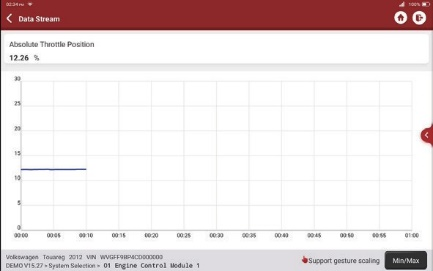 100%
Data Stream
Absolute Throttle Position
12.26 %
30
25
20
15
10
5
0
00:00 00:05 00:10 00:15 00:20 00:25 00:30 00:35 00:40 00:45 00:50 00:55 01:00
Volkswagen Touareg 2012 VIN WVGFF9BP4CD000000
DEMO V15.27 > System Selection > 01 Engine Control Module 1
Support gesture scaling
Min/Max